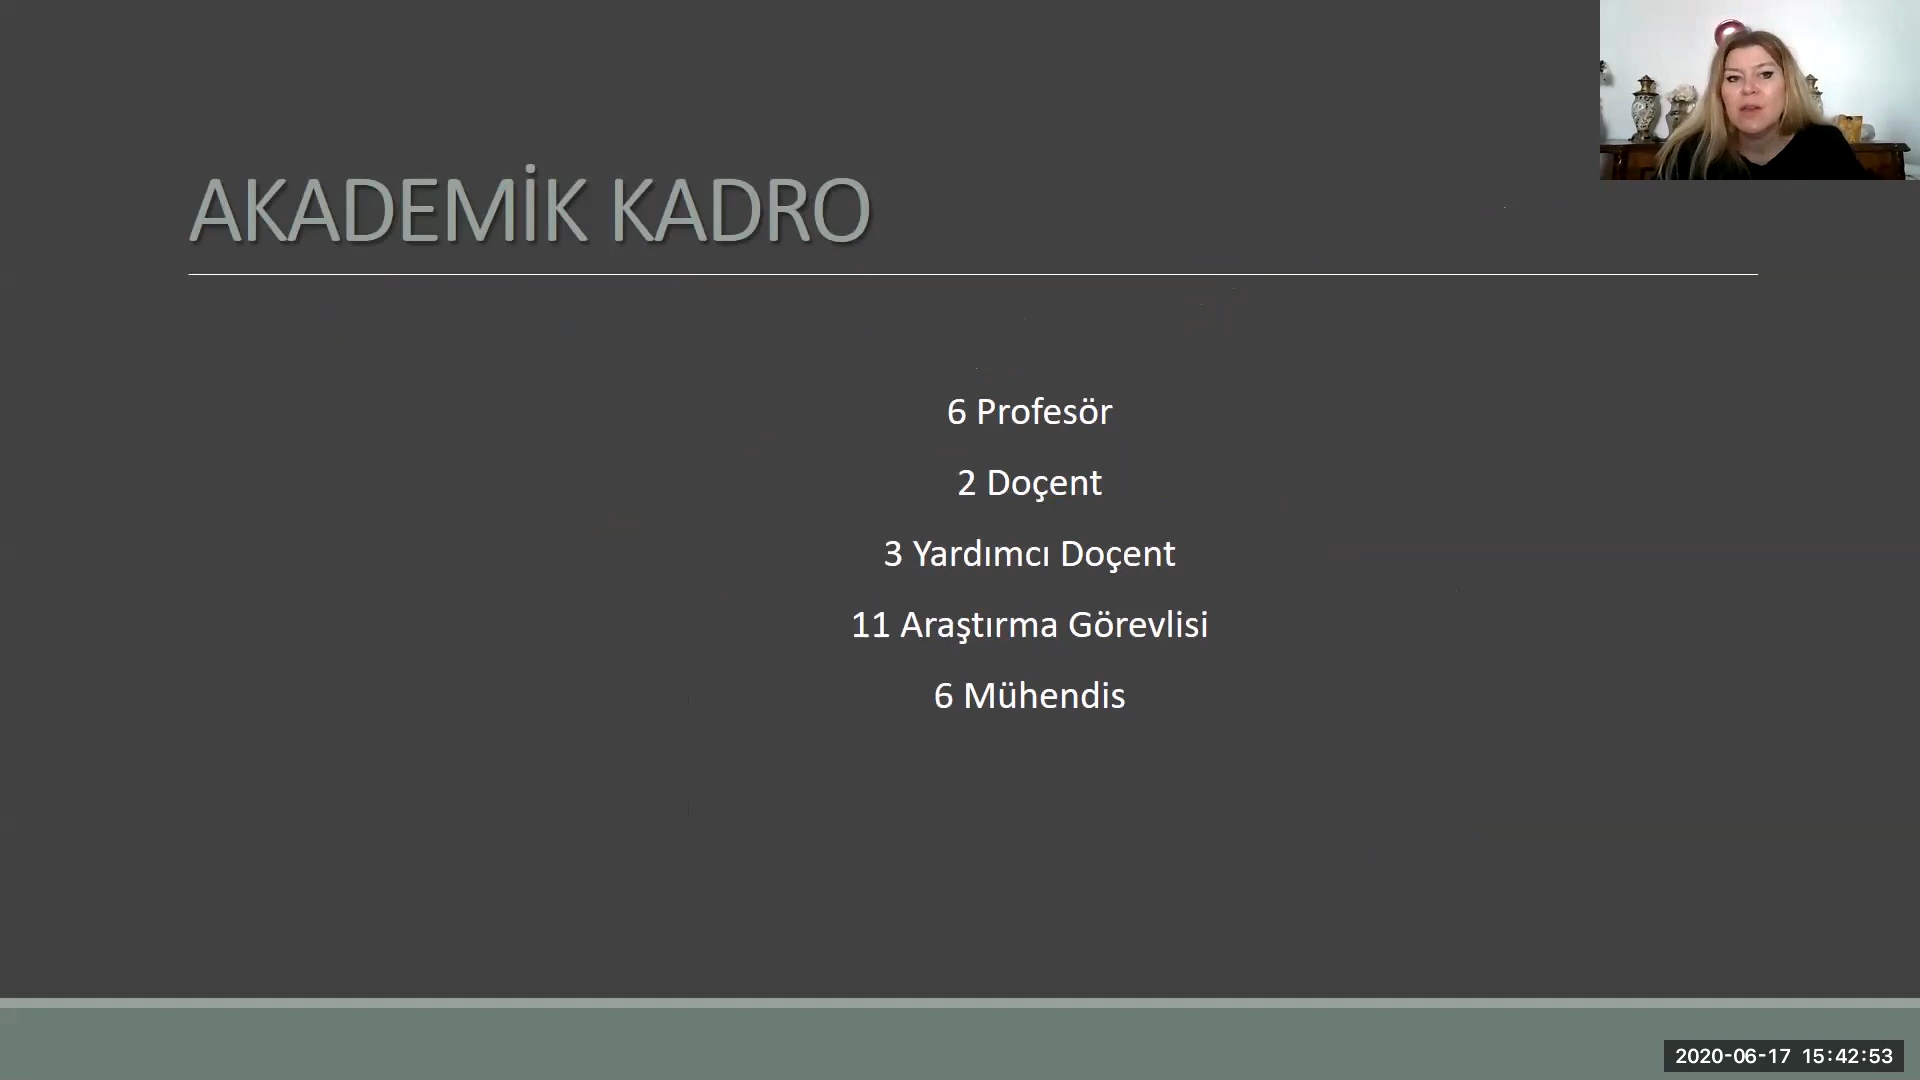 AKADEMİK KADRO
6 Profesör
2 Doçent
3 Yardımcı Doçent
11 Araştırma Görevlisi
6 Mühendis
2020-06-17 15:42:53